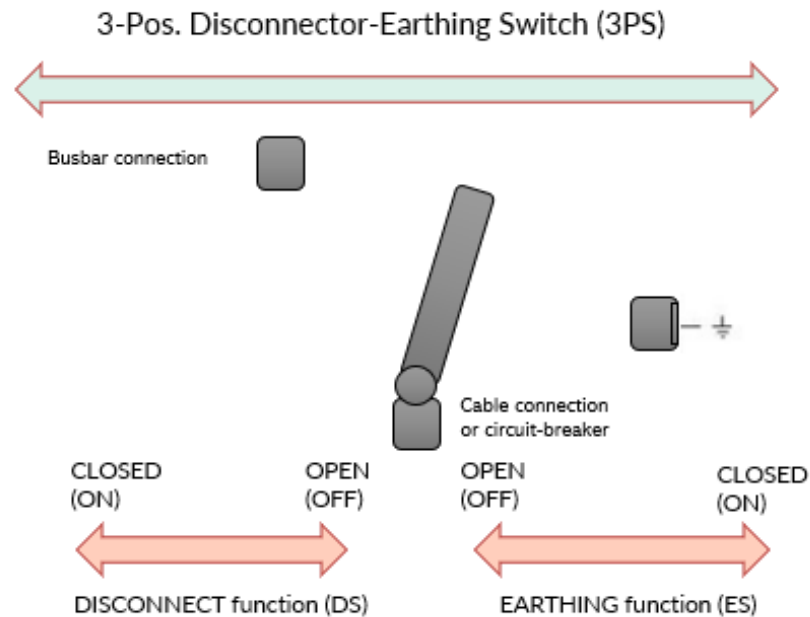 3-Pos. Disconnector-Earthing Switch (3PS)
Busbar connection
Cable connection
or circuit-breaker
CLOSED
(ON)
OPEN
(OFF)
OPEN
(OFF)
CLOSED
(ON)
DISCONNECT function (DS)
EARTHING function (ES)